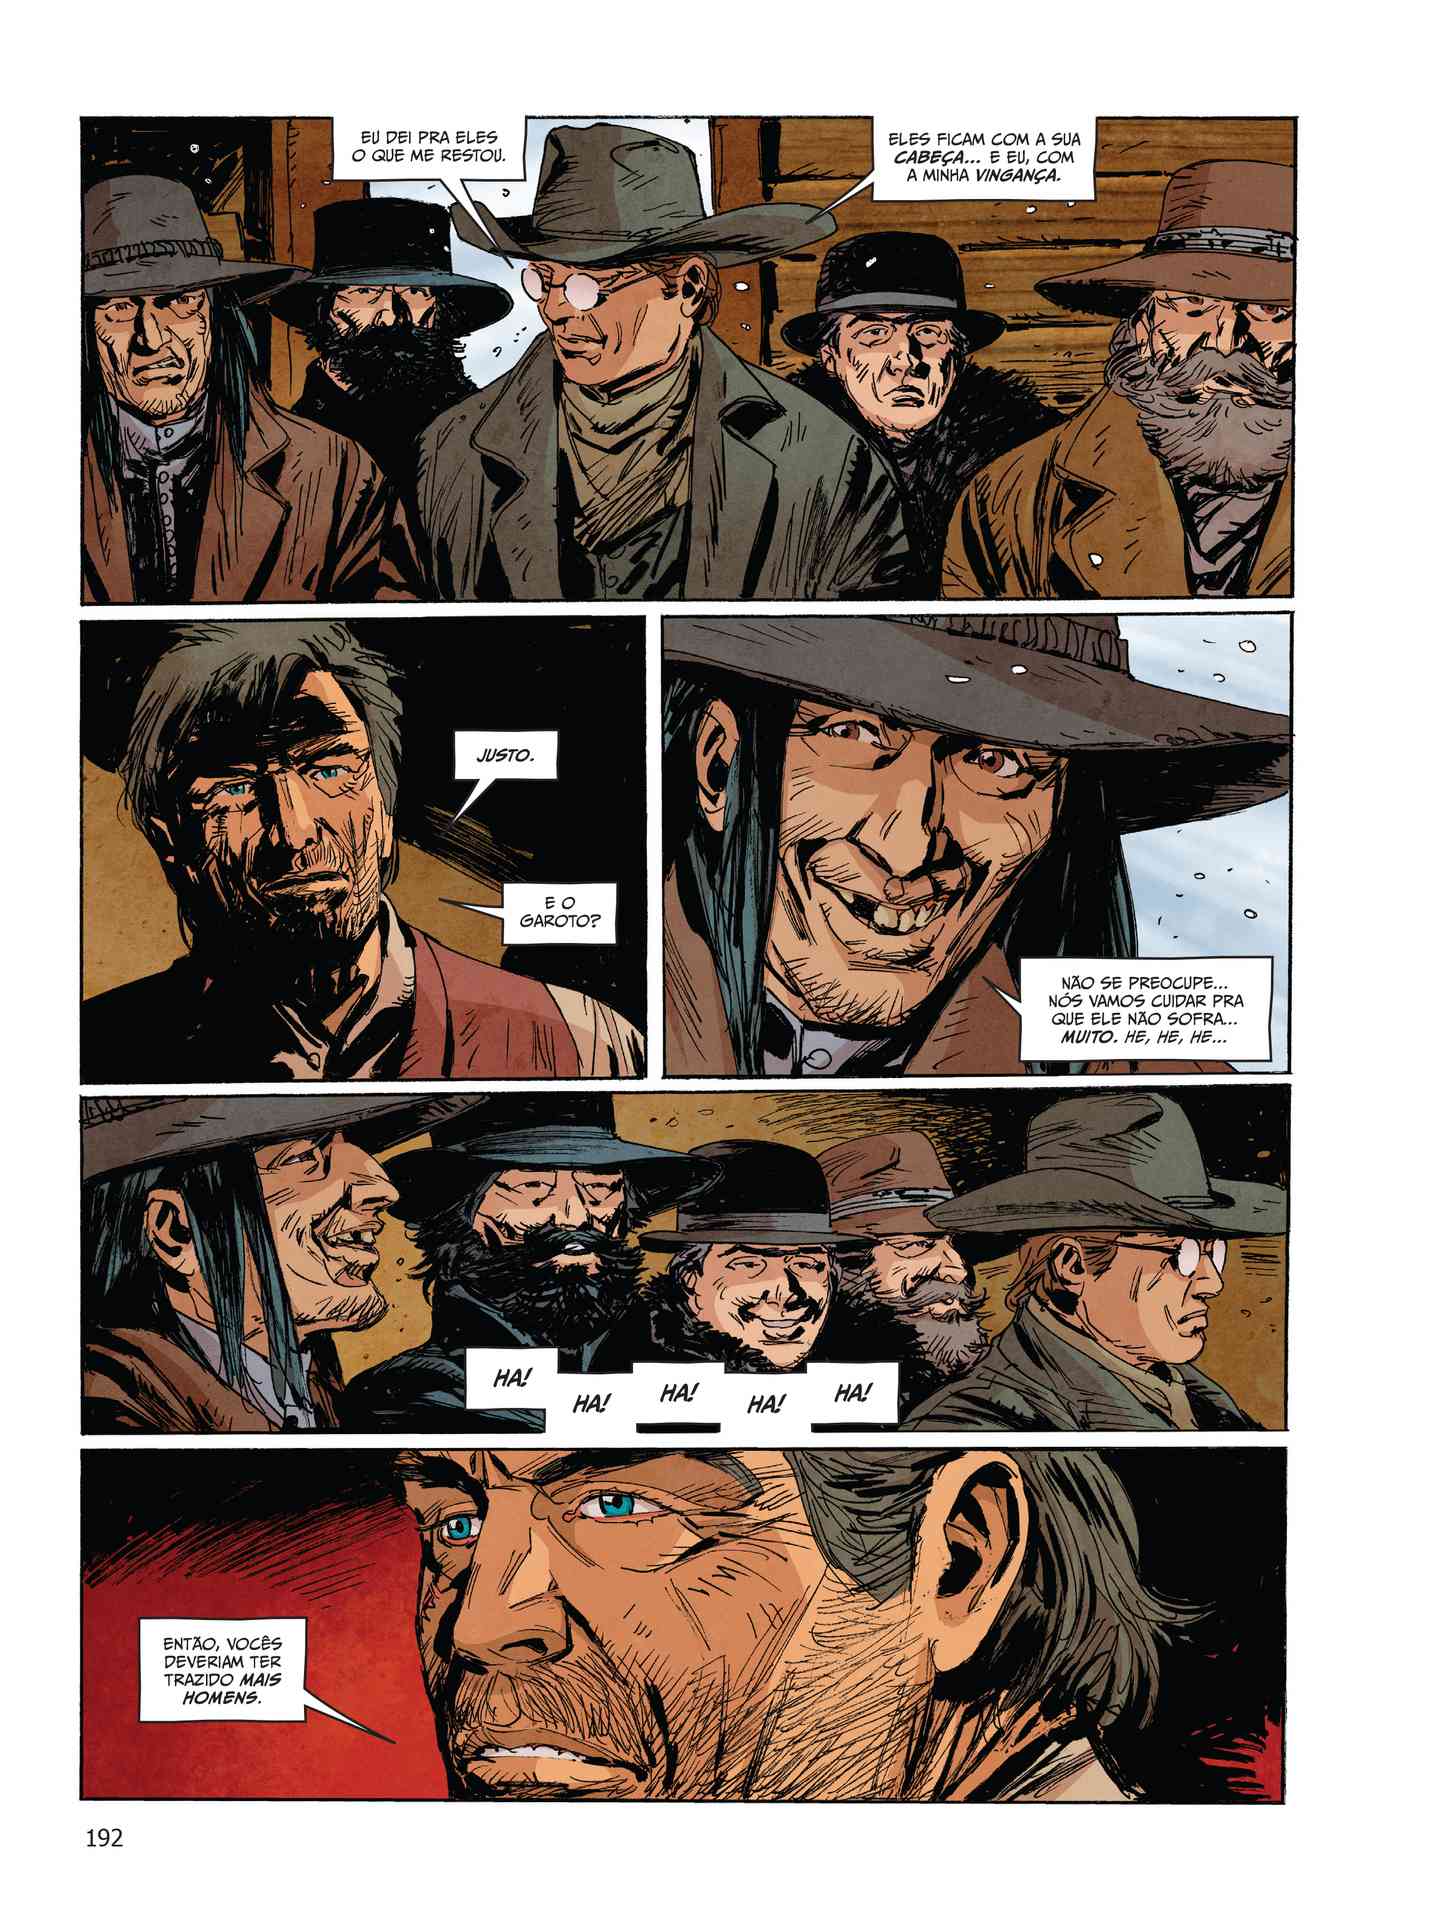 EU DEI PRA ELES
O QUE ME RESTOU.
ELES FICAM COM A SUA
CABEÇA... E EU, COM
A MINHA VINGANÇA.
JUSTO.
E O
GAROTO?
NÃO SE PREOCUPE...
NÓS VAMOS CUIDAR PRA
QUE ELE NÃO SOFRA...
MUITO. HE, HE, HE...
HA!
HA!
HA!
HA!
HA!
ENTÃO, VOCÊS
DEVERIAM TER
TRAZIDO MAIS
HOMENS.
192